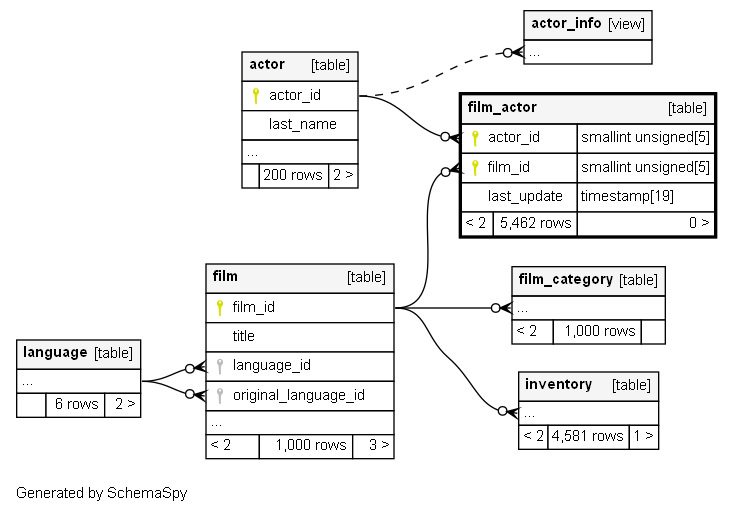 actor_info [view]
...
actor [table]
actor_id
last_name
...
200 rows 2 >
film_actor [table]
actor_id smallint unsigned[5]
film_id smallint unsigned[5]
last_update timestamp[19]
< 2 5,462 rows 0 >
film [table]
film_id
title
language_id
original_language_id
...
< 2 1,000 rows 3 >
film_category [table]
...
< 2 1,000 rows
language [table]
...
6 rows 2 >
inventory [table]
...
< 2 4,581 rows 1 >
Generated by SchemaSpy